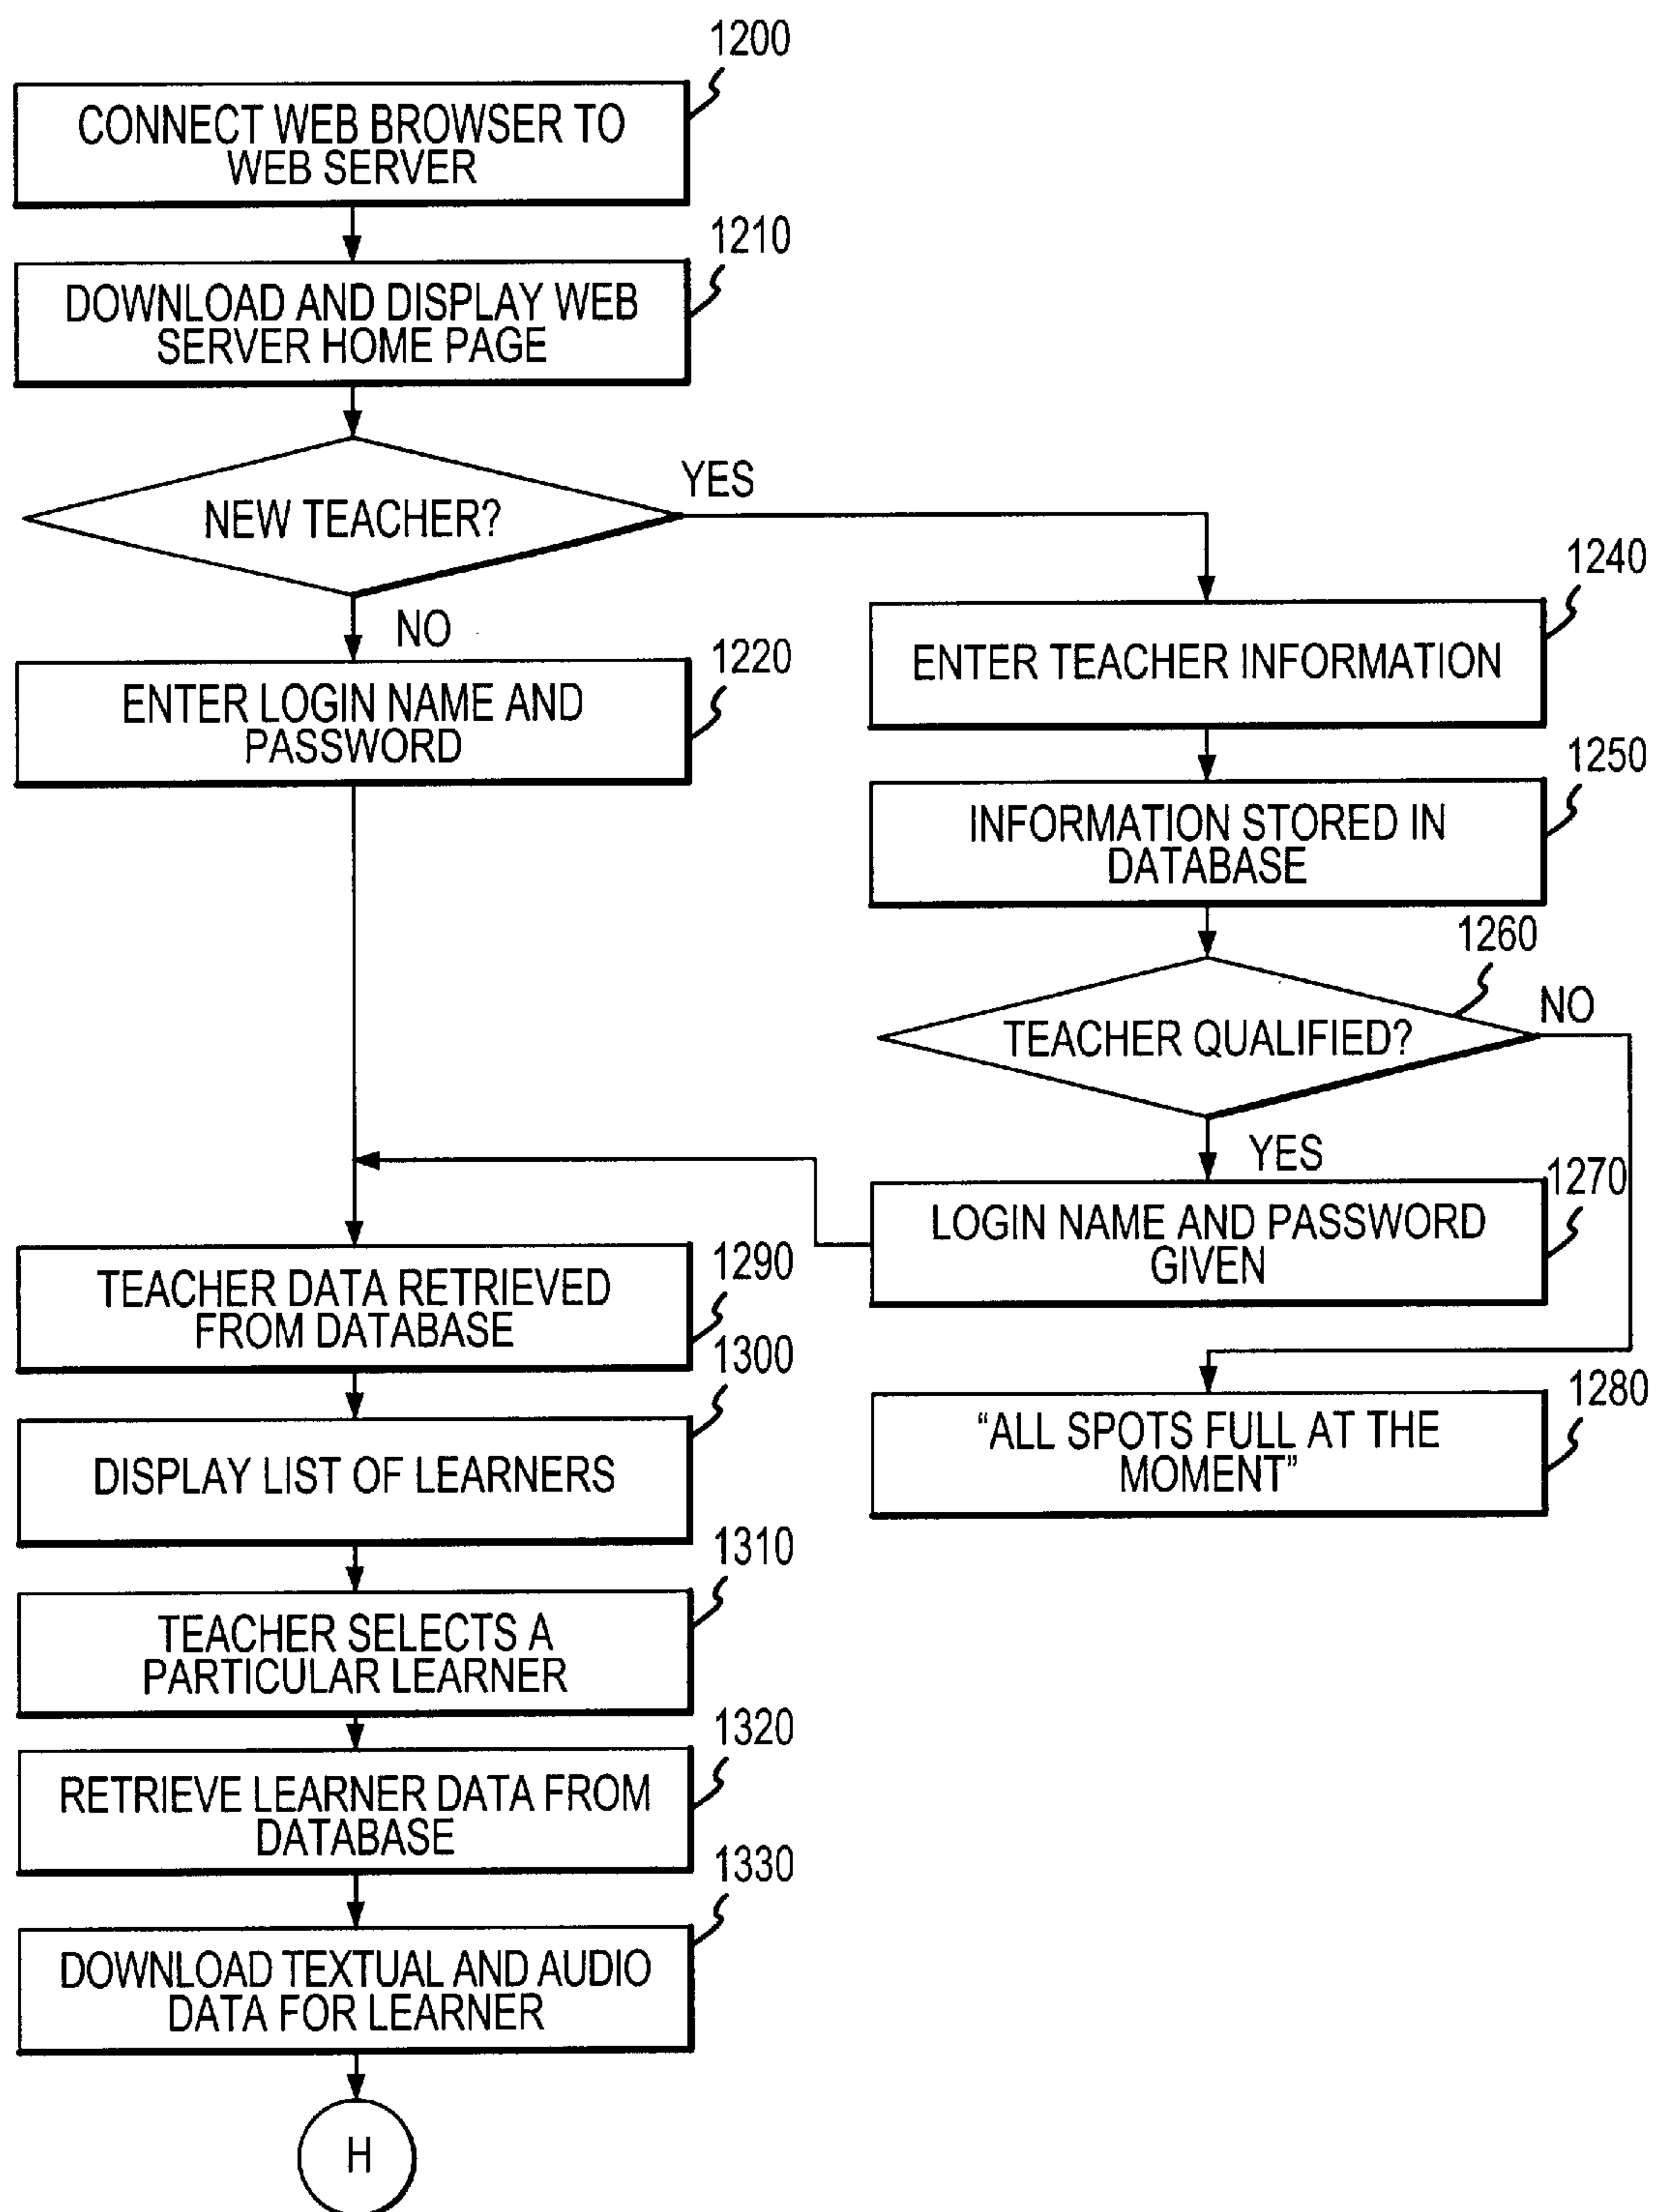 1200
CONNECT WEB BROWSER TO
WEB SERVER
1210
DOWNLOAD AND DISPLAY WEB
SERVER HOME PAGE
NEW TEACHER?
YES
NO
1220
ENTER LOGIN NAME AND
PASSWORD
1240
ENTER TEACHER INFORMATION
1250
INFORMATION STORED IN
DATABASE
1260
TEACHER QUALIFIED?
NO
YES
1270
LOGIN NAME AND PASSWORD
GIVEN
1280
"ALL SPOTS FULL AT THE
MOMENT"
1290
TEACHER DATA RETRIEVED
FROM DATABASE
1300
DISPLAY LIST OF LEARNERS
1310
TEACHER SELECTS A
PARTICULAR LEARNER
1320
RETRIEVE LEARNER DATA FROM
DATABASE
1330
DOWNLOAD TEXTUAL AND AUDIO
DATA FOR LEARNER
H